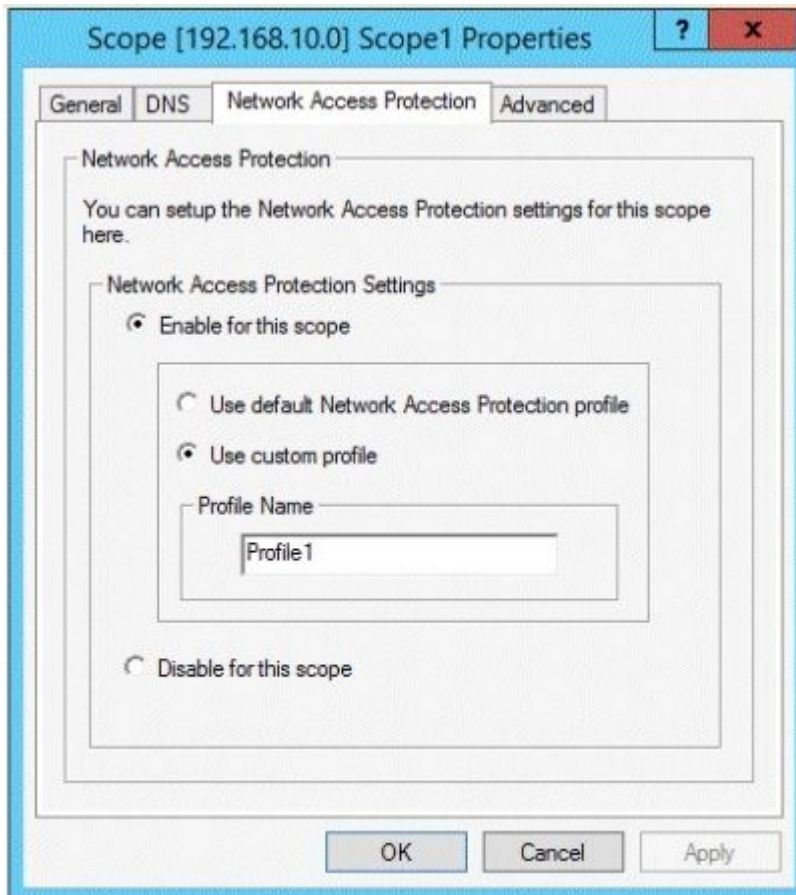 Scope [192.168.10.0] Scope1 Properties
? x
General DNS Network Access Protection Advanced
Network Access Protection
You can setup the Network Access Protection settings for this scope
here.
Network Access Protection Settings
Enable for this scope
Use default Network Access Protection profile
Use custom profile
Profile Name
Profile1
Disable for this scope
OK Cancel Apply